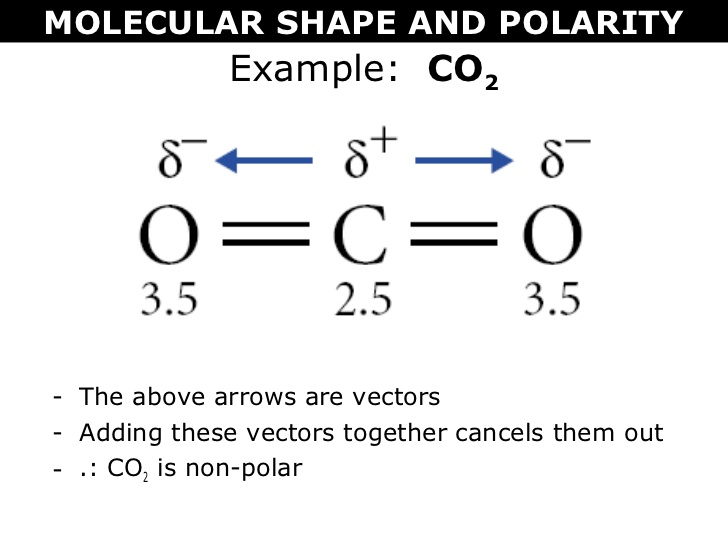 MOLECULAR SHAPE AND POLARITY
Example: CO₂
δ⁻ δ⁺ δ⁻
O C O
3.5 2.5 3.5
- The above arrows are vectors
- Adding these vectors together cancels them out
- .: CO₂ is non-polar